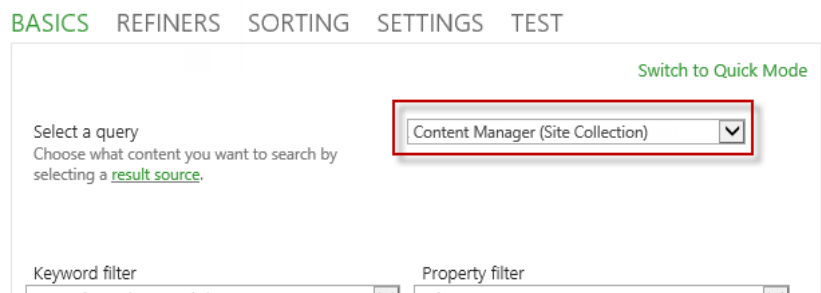 BASICS REFINERS SORTING SETTINGS TEST
Switch to Quick Mode
Select a query
Content Manager (Site Collection)
Choose what content you want to search by
selecting a result source.
Keyword filter
Property filter